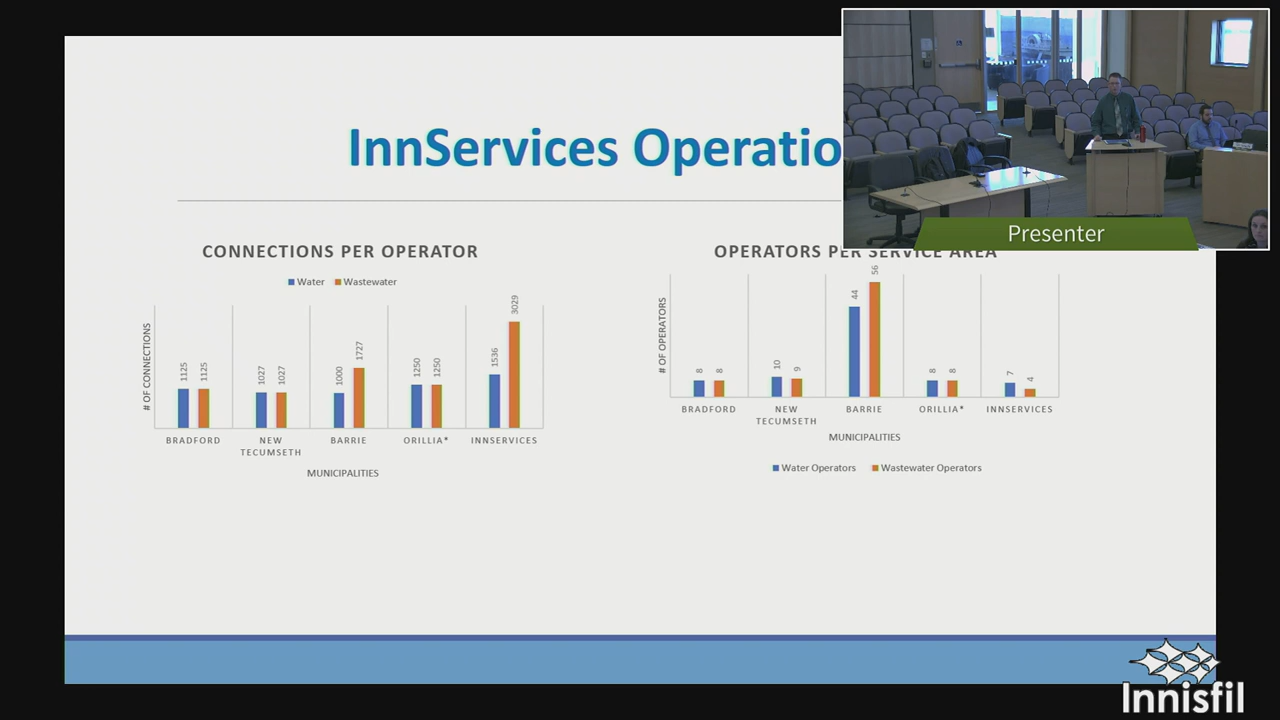 InnServices Operatio
CONNECTIONS PER OPERATOR
Water Wastewater
# OF CONNECTIONS
1125 1125 1027 1027 1000 1727 1250 1250 1536 3029
BRADFORD NEW TECUMSETH BARRIE ORILLIA* INNSERVICES
MUNICIPALITIES
OPERATORS PER SERVICE AREA
# OF OPERATORS
8 8 10 9 44 56 8 8 7 4
BRADFORD NEW TECUMSETH BARRIE ORILLIA* INNSERVICES
MUNICIPALITIES
Water Operators Wastewater Operators
Presenter
Innisfil